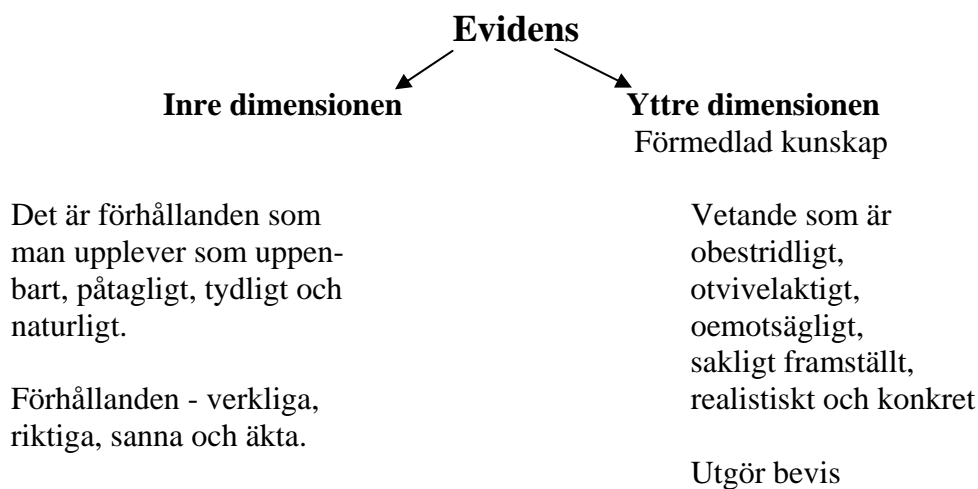 Evidens
Inre dimensionen
Det är förhållanden som
man upplever som uppen-
bart, påtagligt, tydligt och
naturligt.
Förhållanden - verkliga,
riktiga, sanna och äkta.
Yttre dimensionen
Förmedlad kunskap
Vetande som är
obestridligt,
otvivelaktigt,
oemotsägligt,
sakligt framställt,
realistiskt och konkret
Utgör bevis